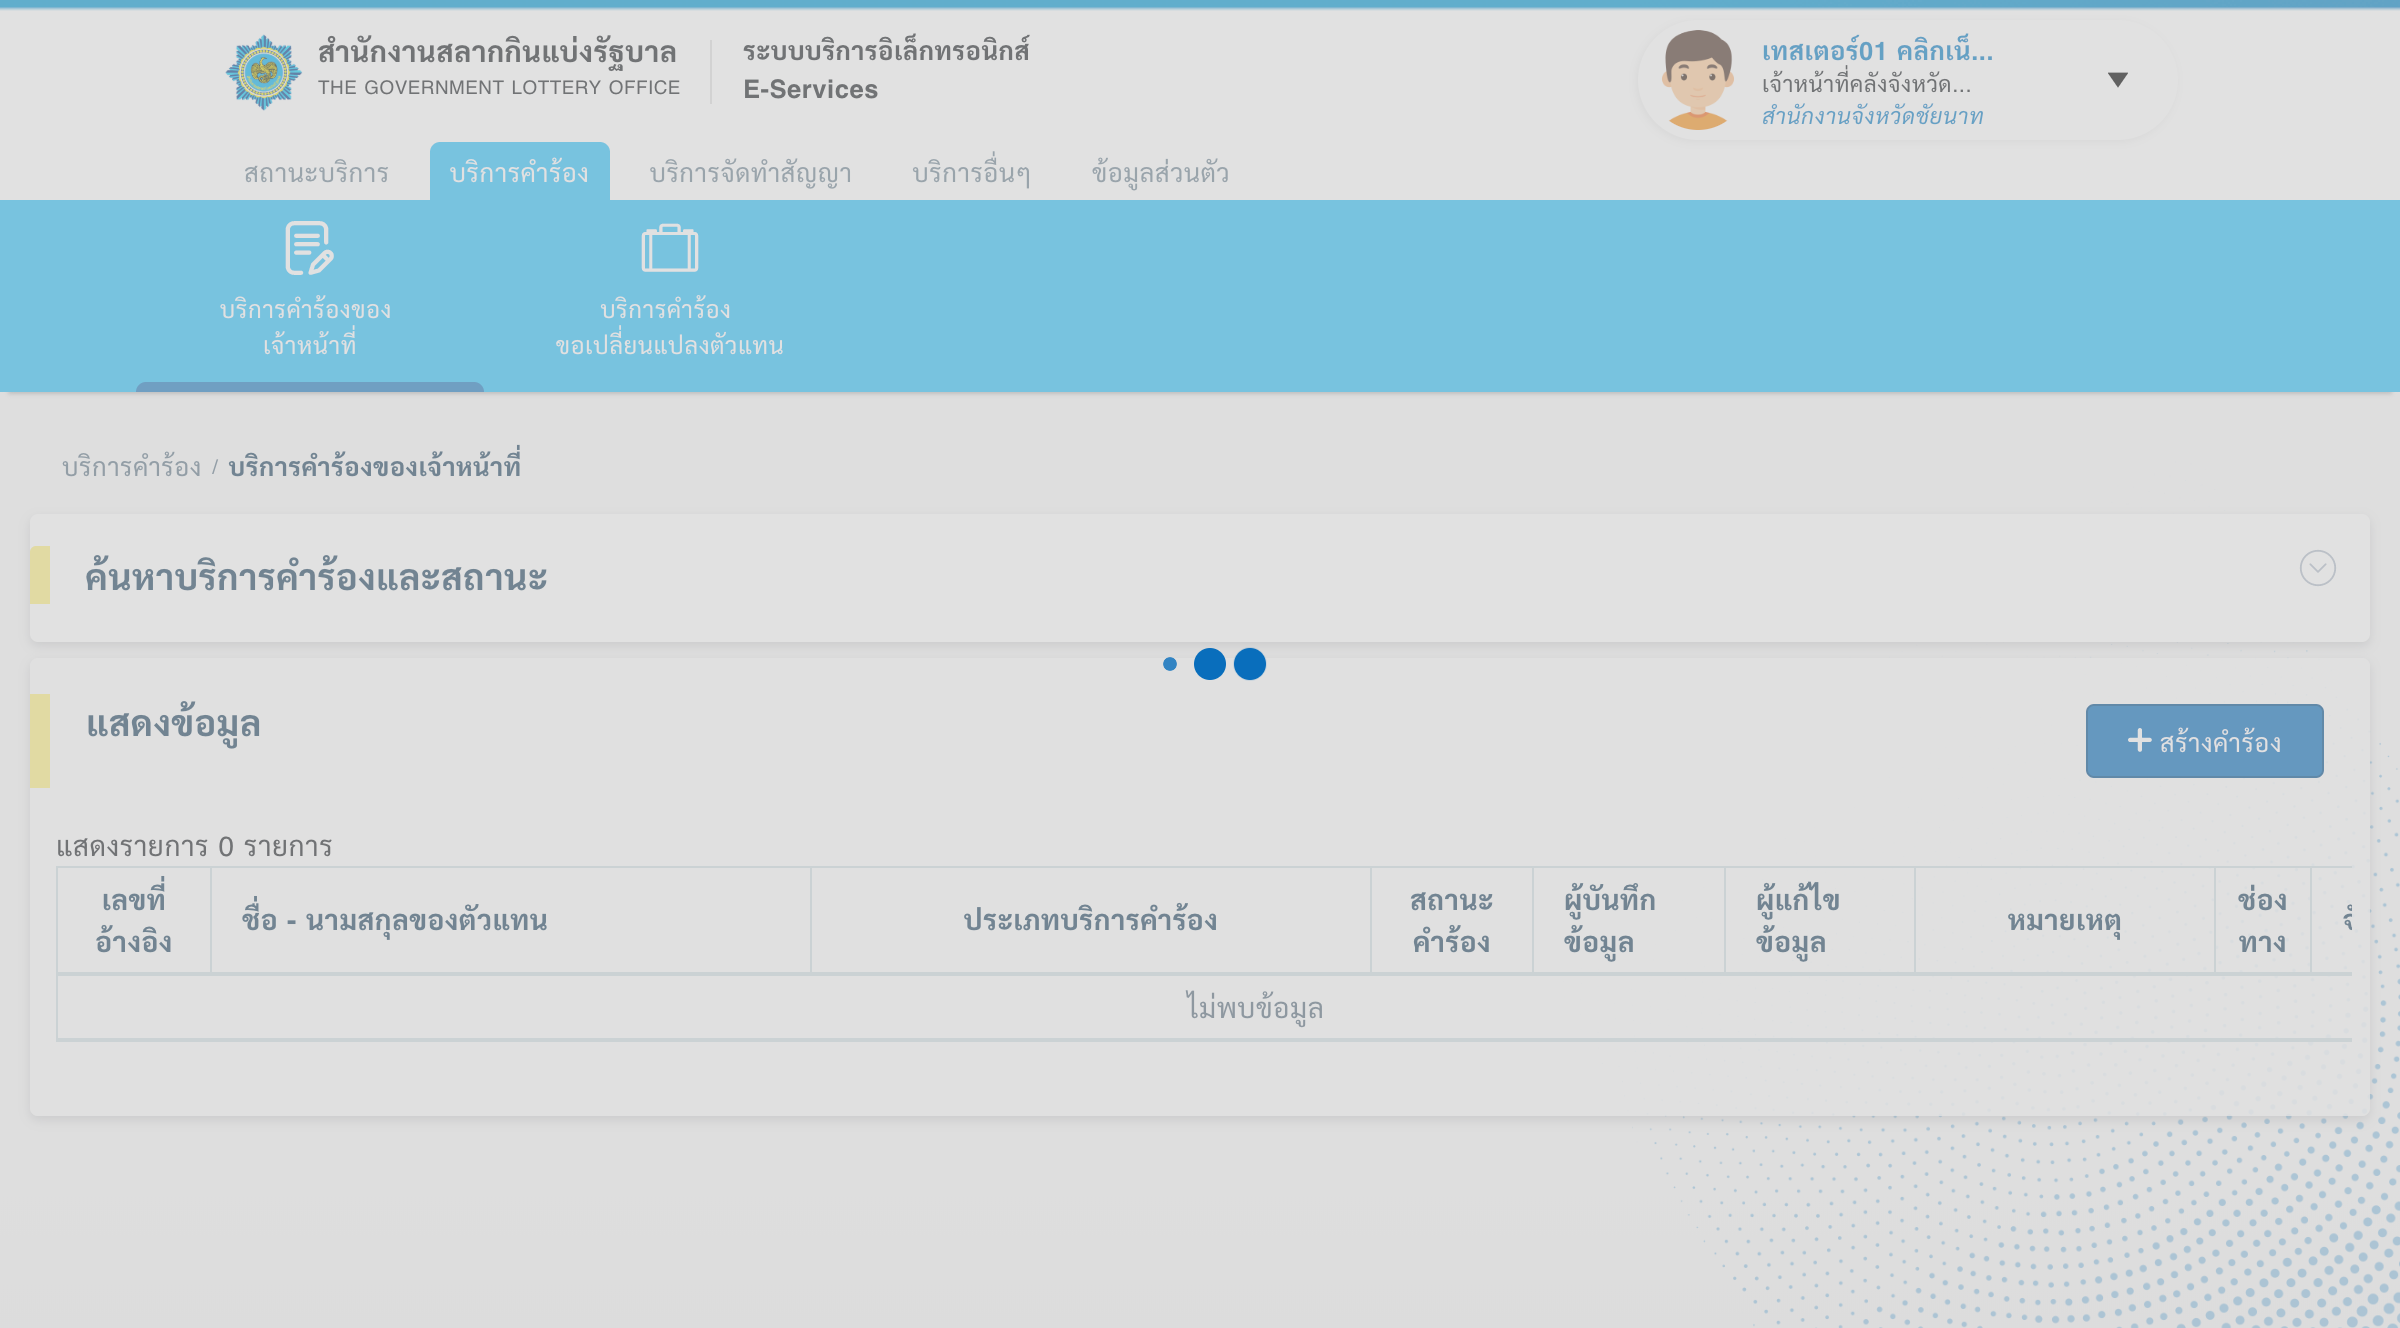 สำนักงานสลากกินแบ่งรัฐบาล
THE GOVERNMENT LOTTERY OFFICE
ระบบบริการอิเล็กทรอนิกส์
E-Services
เทสเตอร์01 คลิกเน็...
เจ้าหน้าที่คลังจังหวัด...
สำนักงานจังหวัดชัยนาท
สถานะบริการ
บริการคำร้อง
บริการจัดทำสัญญา
บริการอื่นๆ
ข้อมูลส่วนตัว
บริการคำร้องของ
เจ้าหน้าที่
บริการคำร้อง
ขอเปลี่ยนแปลงตัวแทน
บริการคำร้อง / บริการคำร้องของเจ้าหน้าที่
ค้นหาบริการคำร้องและสถานะ
แสดงข้อมูล
+ สร้างคำร้อง
แสดงรายการ 0 รายการ
เลขที่
อ้างอิง
ชื่อ - นามสกุลของตัวแทน
ประเภทบริการคำร้อง
สถานะ
คำร้อง
ผู้บันทึก
ข้อมูล
ผู้แก้ไข
ข้อมูล
หมายเหตุ
ช่อง
ทาง
ไม่พบข้อมูล